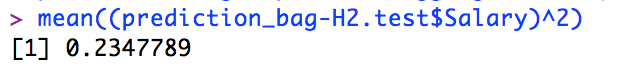 > mean((prediction_bag-H2.test$Salary)^2)
[1] 0.2347789